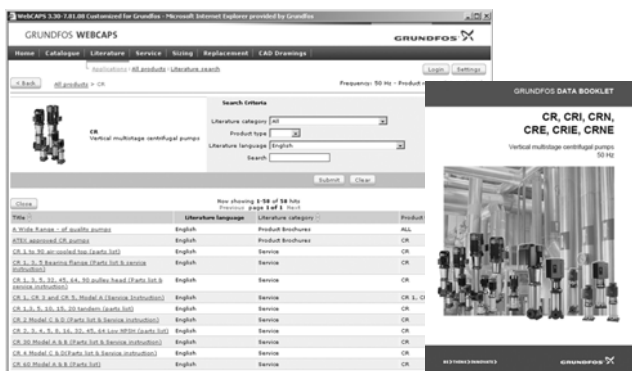 WebCAPS 3.30-7.81.08 Customized for Grundfos - Microsoft Internet Explorer provided by Grundfos
GRUNDFOS WEBCAPS
GRUNDFOS
Home Catalogue Literature Service Sizing Replacement CAD Drawings
Applications · All products · Literature search
Login Settings
< Back All products > CR
Frequency: 50 Hz - Product
Search Criteria
Literature category All
Product type
Literature language English
Search
CR
Vertical multistage centrifugal pumps
Submit Clear
Close
Now showing 1-58 of 58 hits
Previous page 1 of 1 Next
Title Literature language Literature category Product
A Wide Range - of quality pumps English Product Brochures ALL
ATEX approved CR pumps English Product Brochures CR
CR 1 to 90 air-cooled top (parts list) English Service CR
CR 1, 3, 5 Bearing flange (Parts list & service instruction) English Service CR
CR 1, 3, 5, 32, 45, 64, 90 pulley head (Parts list & service instruction) English Service CR
CR 1, CR 3 and CR 5, Model A (Service instruction) English Service CR 1, C
CR 1,3, 5, 10, 15, 20 tandem (parts list) English Service CR
CR 2 Model C & D (Parts list & Service instruction) English Service CR
CR 2, 3, 4, 5, 8, 16, 32, 45, 64 Low NPSH (parts list) English Service CR
CR 30 Model A & B (Parts list & Service instruction) English Service CR
CR 4 Model C & D(Parts list & Service instruction) English Service CR
CR 60 Model A & B (Parts list) English Service CR
GRUNDFOS DATA BOOKLET
CR, CRI, CRN,
CRE, CRIE, CRNE
Vertical multistage centrifugal pumps
50 Hz
BE > THINK > INNOVATE >
GRUNDFOS